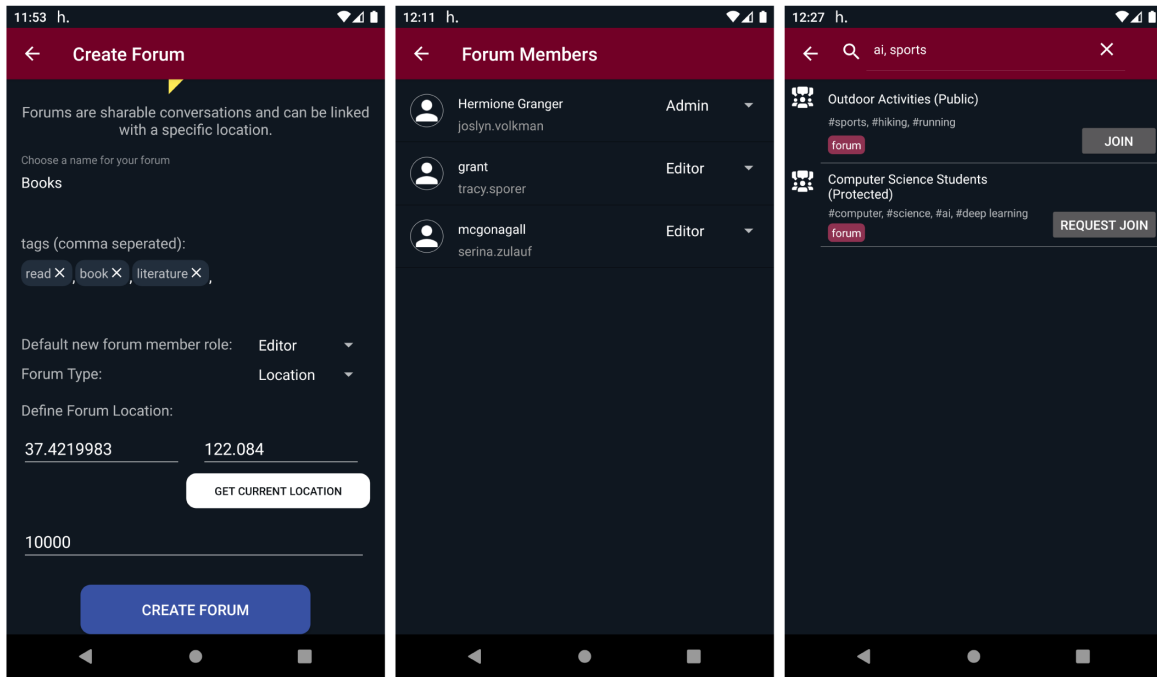 11:53 հ.
Create Forum
Forums are sharable conversations and can be linked
with a specific location.
Choose a name for your forum
Books
tags (comma seperated):
read , book , literature ,
Default new forum member role: Editor
Forum Type: Location
Define Forum Location:
37.4219983 122.084
GET CURRENT LOCATION
10000
CREATE FORUM
12:11 հ.
Forum Members
Hermione Granger Admin
joslyn.volkman
grant Editor
tracy.sporer
mcgonagall Editor
serina.zulauf
12:27 հ.
ai, sports
Outdoor Activities (Public)
#sports, #hiking, #running
forum
JOIN
Computer Science Students
(Protected)
#computer, #science, #ai, #deep learning
forum
REQUEST JOIN